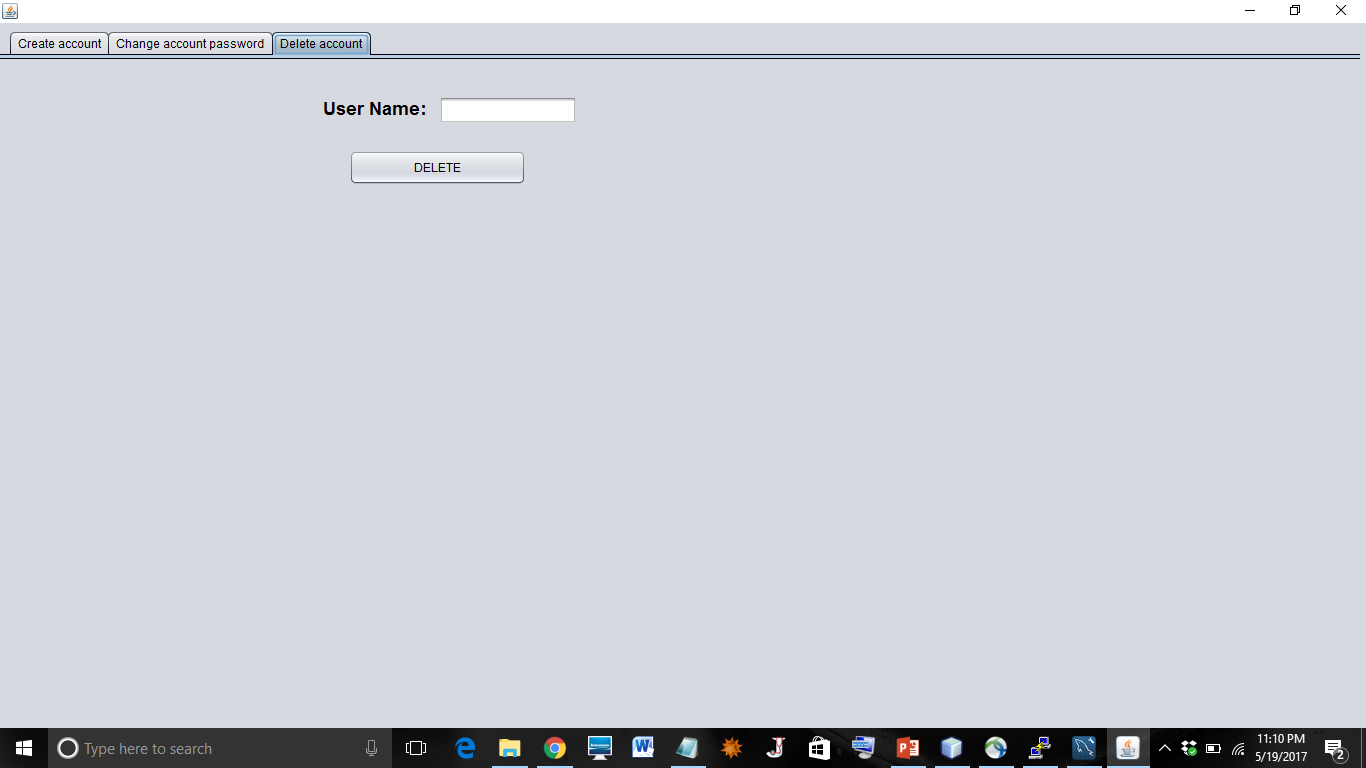 Create account Change account password Delete account
User Name:
DELETE
Type here to search
11:10 PM
5/19/2017
2